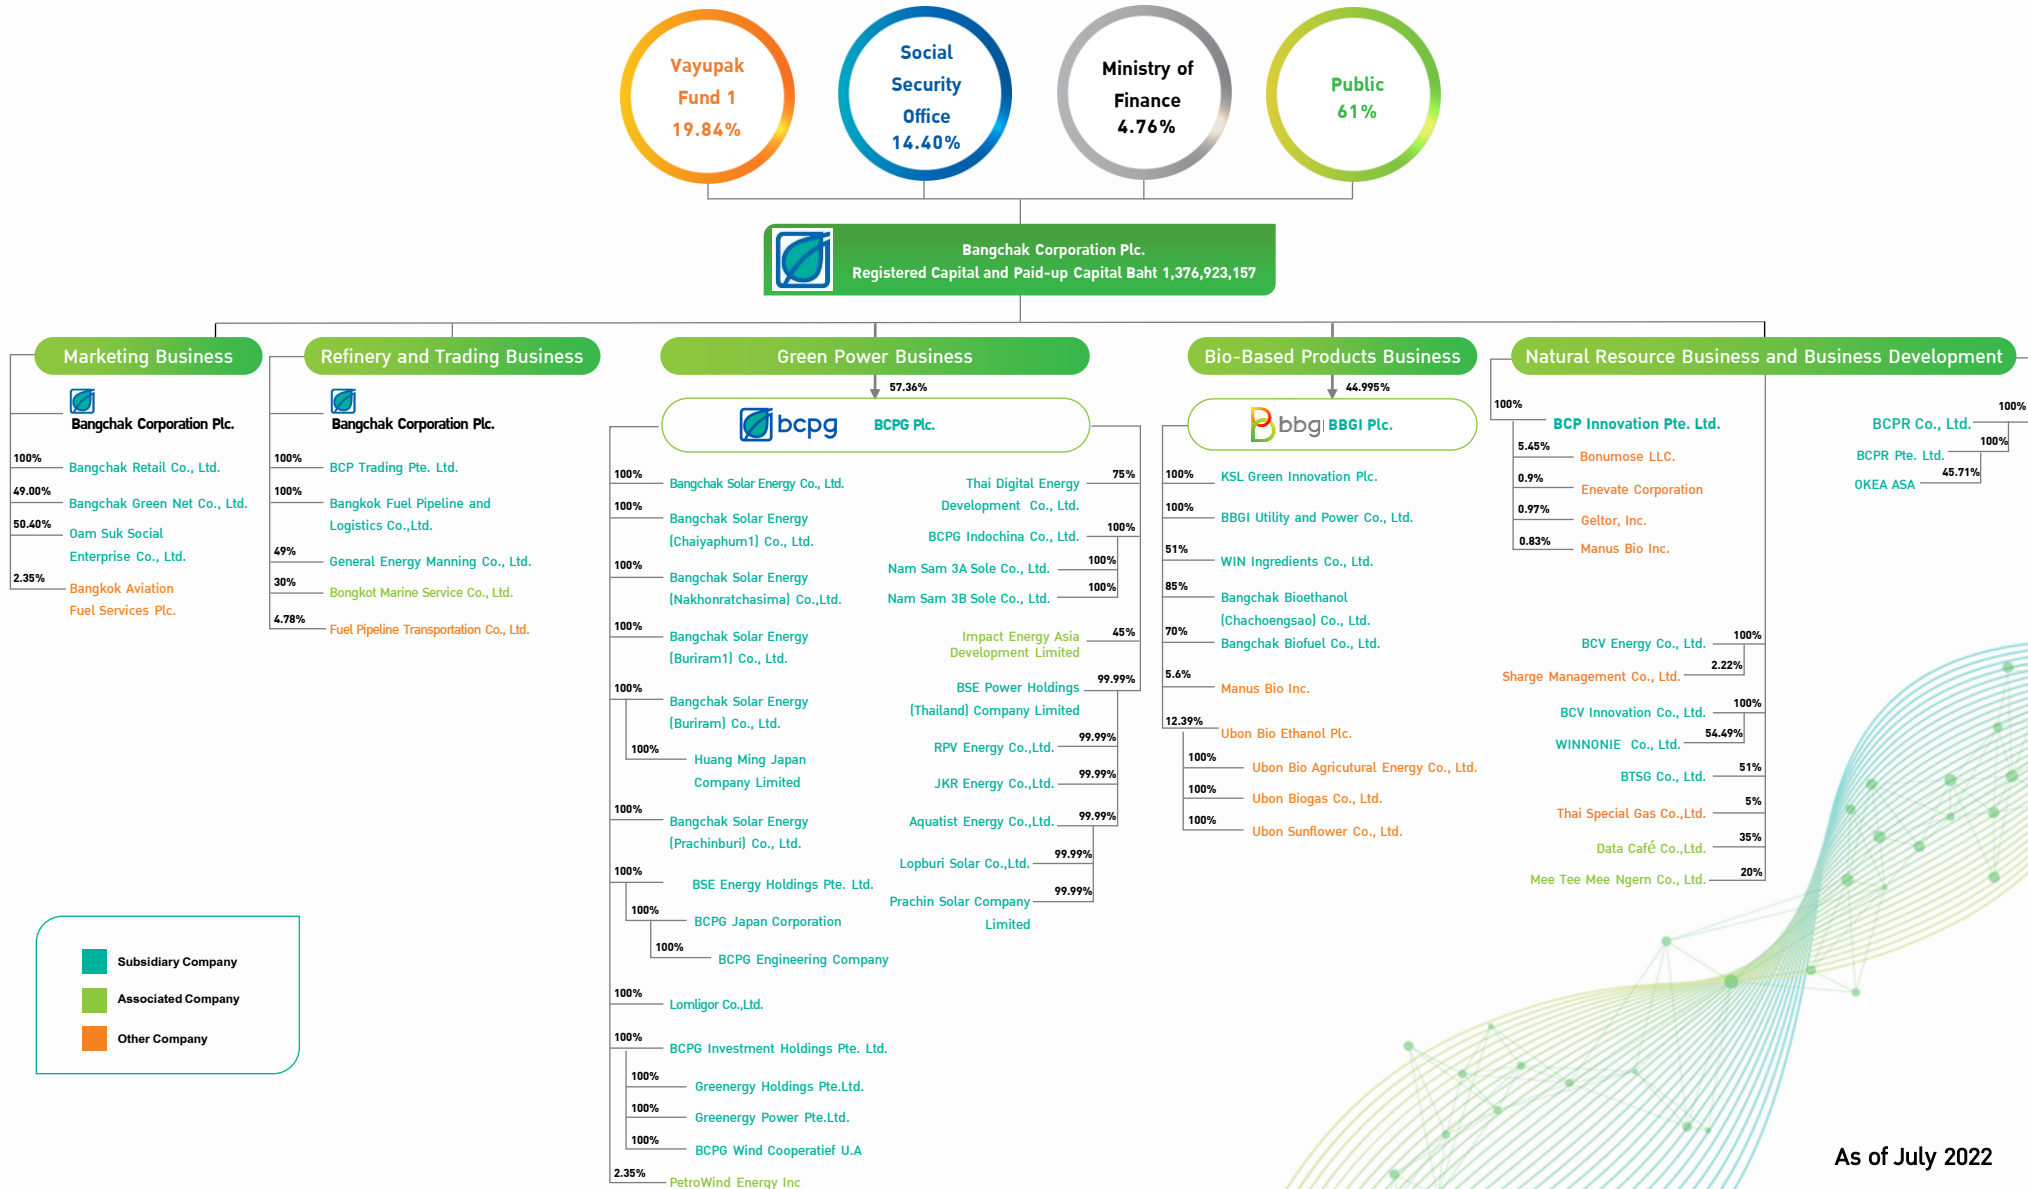 Vayupak
Fund 1
19.84%
Social
Security
Office
14.40%
Ministry of
Finance
4.76%
Public
61%
Bangchak Corporation Plc.
Registered Capital and Paid-up Capital Baht 1,376,923,157
Marketing Business
Bangchak Corporation Plc.
100%
Bangchak Retail Co., Ltd.
49.00%
Bangchak Green Net Co., Ltd.
50.40%
Oam Suk Social
Enterprise Co., Ltd.
2.35%
Bangkok Aviation
Fuel Services Plc.
Refinery and Trading Business
Bangchak Corporation Plc.
100%
BCP Trading Pte. Ltd.
100%
Bangkok Fuel Pipeline and
Logistics Co.,Ltd.
49%
General Energy Manning Co., Ltd.
30%
Bongkot Marine Service Co., Ltd.
4.78%
Fuel Pipeline Transportation Co., Ltd.
Green Power Business
57.36%
bcpg
BCPG Plc.
100%
Bangchak Solar Energy Co., Ltd.
100%
Bangchak Solar Energy
(Chaiyaphum1) Co., Ltd.
100%
Bangchak Solar Energy
(Nakhonratchasima) Co.,Ltd.
100%
Bangchak Solar Energy
(Buriram1) Co., Ltd.
100%
Bangchak Solar Energy
(Buriram) Co., Ltd.
100%
Huang Ming Japan
Company Limited
100%
Bangchak Solar Energy
(Prachinburi) Co., Ltd.
100%
BSE Energy Holdings Pte. Ltd.
100%
BCPG Japan Corporation
100%
BCPG Engineering Company
100%
Lomligor Co.,Ltd.
100%
BCPG Investment Holdings Pte. Ltd.
100%
Greenergy Holdings Pte.Ltd.
100%
Greenergy Power Pte.Ltd.
100%
BCPG Wind Cooperatief U.A
2.35%
PetroWind Energy Inc
75%
Thai Digital Energy
Development Co., Ltd.
100%
BCPG Indochina Co., Ltd.
100%
Nam Sam 3A Sole Co., Ltd.
100%
Nam Sam 3B Sole Co., Ltd.
45%
Impact Energy Asia
Development Limited
99.99%
BSE Power Holdings
(Thailand) Company Limited
99.99%
RPV Energy Co.,Ltd.
99.99%
JKR Energy Co.,Ltd.
99.99%
Aquatist Energy Co.,Ltd.
99.99%
Lopburi Solar Co.,Ltd.
99.99%
Prachin Solar Company
Limited
Bio-Based Products Business
44.995%
bbgi
BBGI Plc.
100%
KSL Green Innovation Plc.
100%
BBGI Utility and Power Co., Ltd.
51%
WIN Ingredients Co., Ltd.
85%
Bangchak Bioethanol
(Chachoengsao) Co., Ltd.
70%
Bangchak Biofuel Co., Ltd.
5.6%
Manus Bio Inc.
12.39%
Ubon Bio Ethanol Plc.
100%
Ubon Bio Agricutural Energy Co., Ltd.
100%
Ubon Biogas Co., Ltd.
100%
Ubon Sunflower Co., Ltd.
Natural Resource Business and Business Development
100%
BCP Innovation Pte. Ltd.
5.45%
Bonumose LLC.
0.9%
Enevate Corporation
0.97%
Geltor, Inc.
0.83%
Manus Bio Inc.
100%
BCPR Co., Ltd.
100%
BCPR Pte. Ltd.
45.71%
OKEA ASA
100%
BCV Energy Co., Ltd.
2.22%
Sharge Management Co., Ltd.
100%
BCV Innovation Co., Ltd.
54.49%
WINNONIE Co., Ltd.
51%
BTSG Co., Ltd.
5%
Thai Special Gas Co.,Ltd.
35%
Data Café Co.,Ltd.
20%
Mee Tee Mee Ngern Co., Ltd.
Subsidiary Company
Associated Company
Other Company
As of July 2022